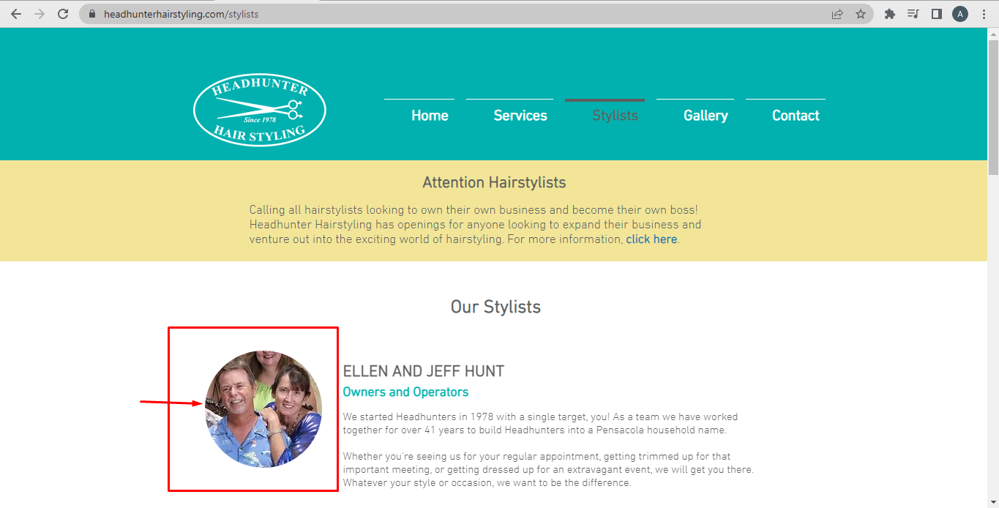 headhunterhairstyling.com/stylists
A
HEADHUNTER
Since 1978
HAIR STYLING
Home
Services
Stylists
Gallery
Contact
Attention Hairstylists
Calling all hairstylists looking to own their own business and become their own boss!
Headhunter Hairstyling has openings for anyone looking to expand their business and
venture out into the exciting world of hairstyling. For more information, click here.
Our Stylists
ELLEN AND JEFF HUNT
Owners and Operators
We started Headhunters in 1978 with a single target, you! As a team we have worked
together for over 41 years to build Headhunters into a Pensacola household name.
Whether you're seeing us for your regular appointment, getting trimmed up for that
important meeting, or getting dressed up for an extravagant event, we will get you there.
Whatever your style or occasion, we want to be the difference.